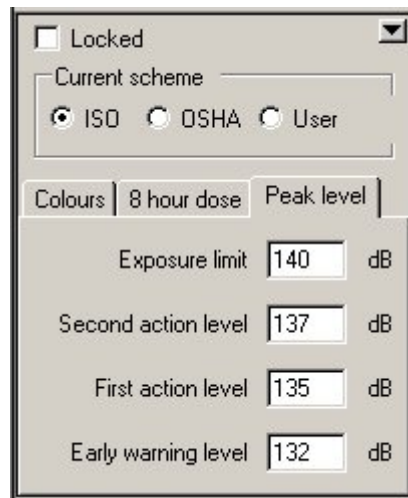 Locked
Current scheme
ISO OSHA User
Colours 8 hour dose Peak level
Exposure limit 140 dB
Second action level 137 dB
First action level 135 dB
Early warning level 132 dB